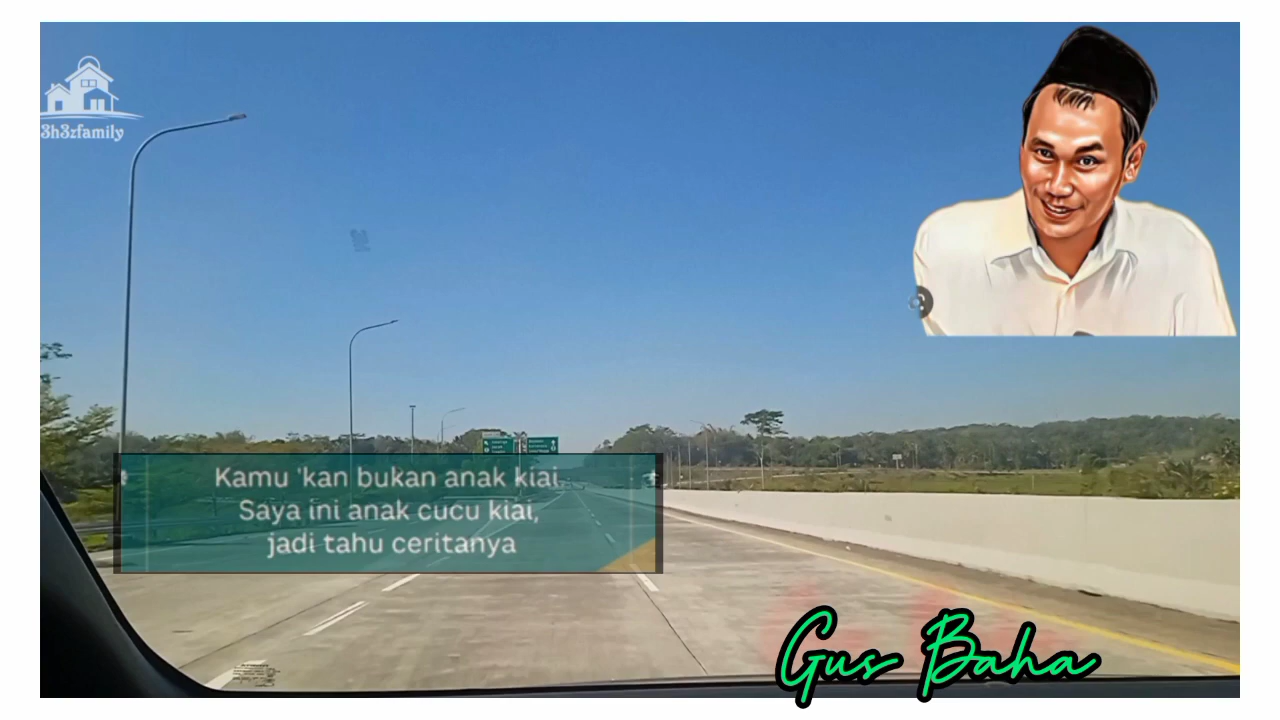 3h3zfamily
Kamu 'kan bukan anak kiai
Saya ini anak cucu kiai,
jadi tahu ceritanya
Gus Baha